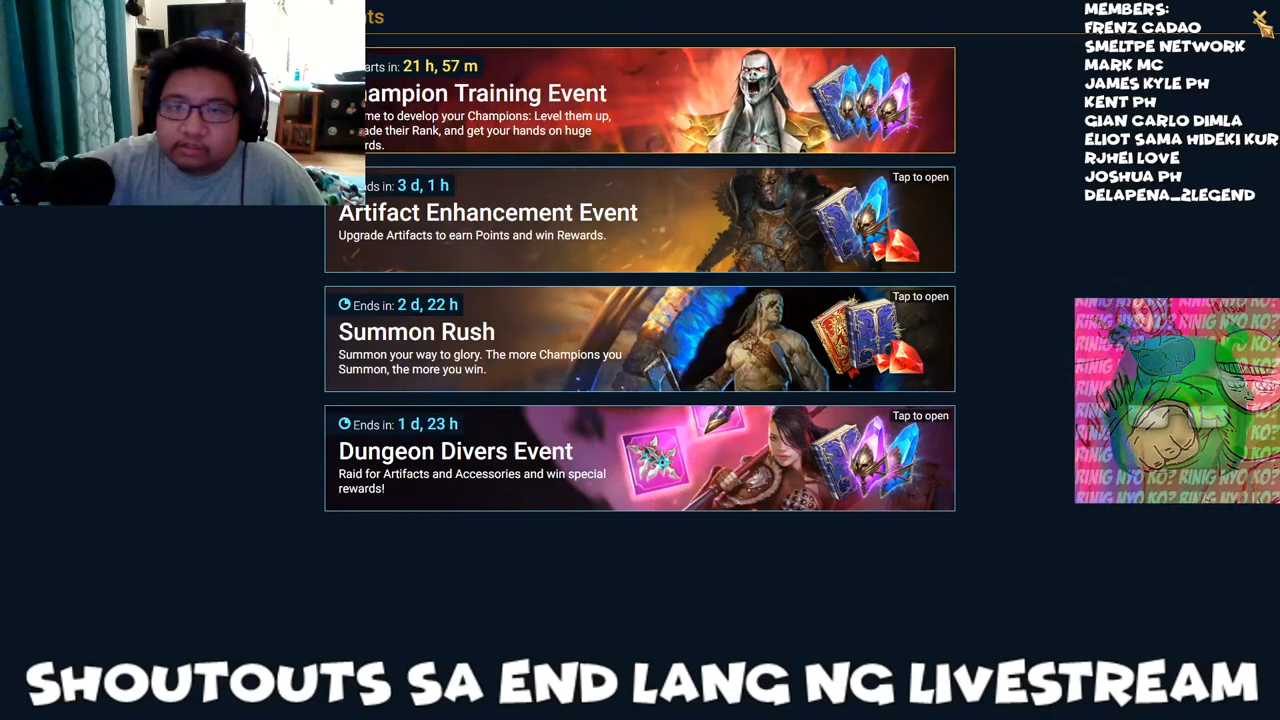 nts
arts in: 21 h, 57 m
ampion Training Event
me to develop your Champions: Level them up,
ade their Rank, and get your hands on huge
rds.
Tap to open
ds in: 3 d, 1 h
Artifact Enhancement Event
Upgrade Artifacts to earn Points and win Rewards.
Tap to open
Ends in: 2 d, 22 h
Summon Rush
Summon your way to glory. The more Champions you
Summon, the more you win.
Tap to open
Ends in: 1 d, 23 h
Dungeon Divers Event
Raid for Artifacts and Accessories and win special
rewards!
MEMBERS:
FRENZ CADAO
SMELTPE NETWORK
MARK MC
JAMES KYLE PH
KENT PH
GIAN CARLO DIMLA
ELIOT SAMA HIDEKI KUR
RJHEI LOVE
JOSHUA PH
DELAPENA_2LEGEND
RINIG NYO KO? RINIG NYO KO?
SHOUTOUTS SA END LANG NG LIVESTREAM